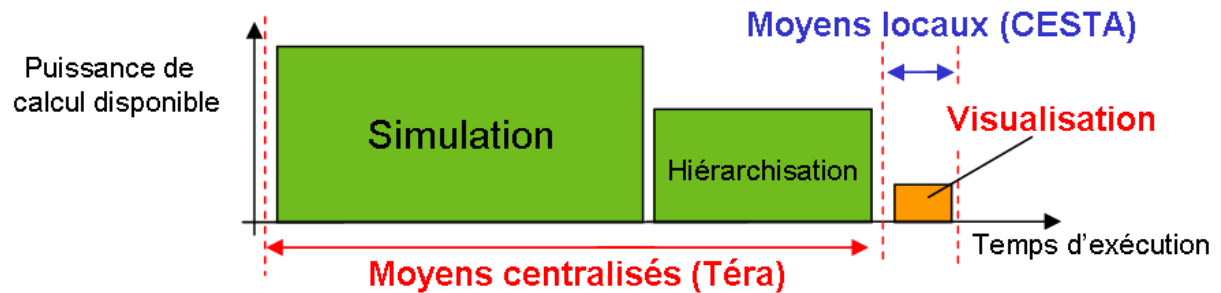 Moyens locaux (CESTA)
Puissance de
calcul disponible
Simulation
Hiérarchisation
Visualisation
Temps d'exécution
Moyens centralisés (Téra)